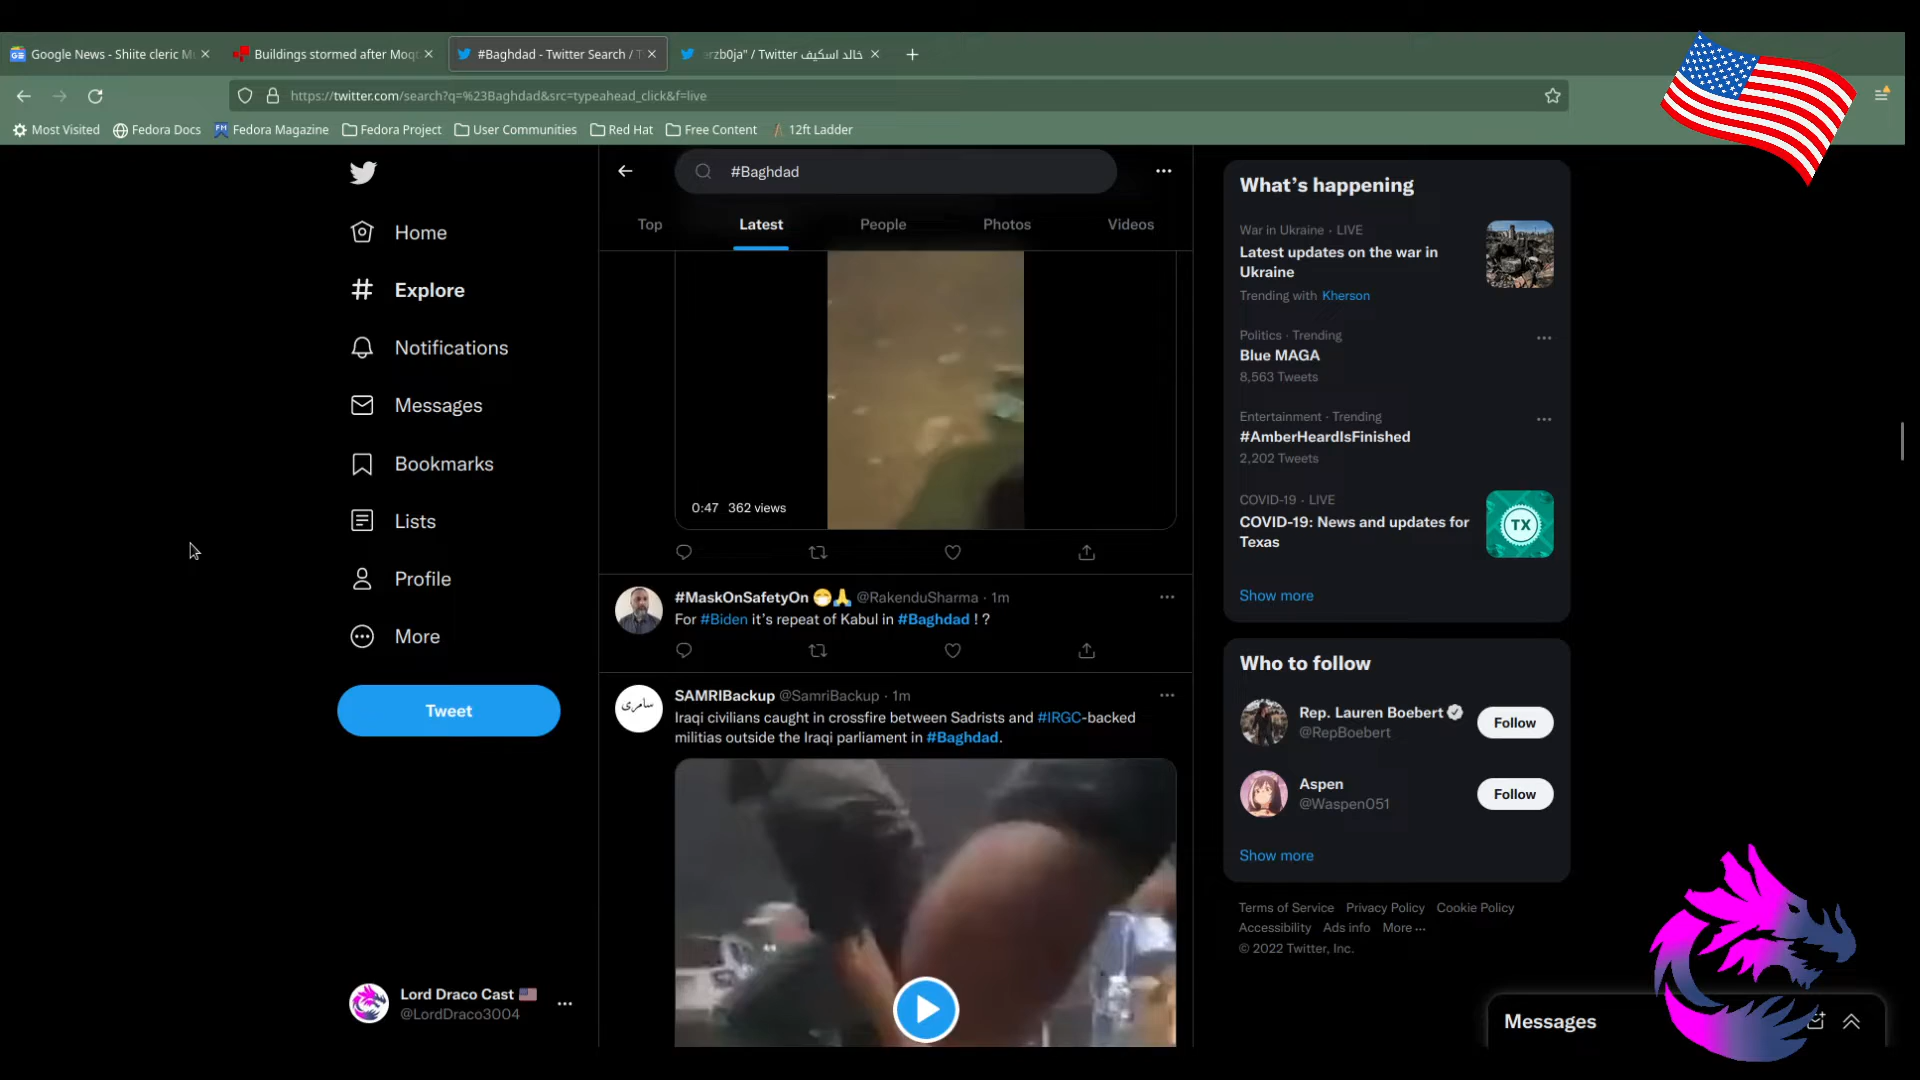 Google News - Shiite cleric M
Buildings stormed after Moqt
#Baghdad - Twitter Search / T
خالد اسكيف rzb0ja" / Twitter
https://twitter.com/search?q=%23Baghdad&src=typeahead_click&f=live
Most Visited
Fedora Docs
Fedora Magazine
Fedora Project
User Communities
Red Hat
Free Content
12ft Ladder
Home
Explore
Notifications
Messages
Bookmarks
Lists
Profile
More
Tweet
Lord Draco Cast
@LordDraco3004
#Baghdad
Top
Latest
People
Photos
Videos
0:47 362 views
#MaskOnSafetyOn 😷🙏 @RakenduSharma · 1m
For #Biden it's repeat of Kabul in #Baghdad ! ?
سامری
SAMRIBackup @SamriBackup · 1m
Iraqi civilians caught in crossfire between Sadrists and #IRGC-backed
militias outside the Iraqi parliament in #Baghdad.
What's happening
War in Ukraine · LIVE
Latest updates on the war in
Ukraine
Trending with Kherson
Politics · Trending
Blue MAGA
8,563 Tweets
Entertainment · Trending
#AmberHeardIsFinished
2,202 Tweets
COVID-19 · LIVE
COVID-19: News and updates for
Texas
TX
Show more
Who to follow
Rep. Lauren Boebert
@RepBoebert
Follow
Aspen
@Waspen051
Follow
Show more
Terms of Service Privacy Policy Cookie Policy
Accessibility Ads info More ···
© 2022 Twitter, Inc.
Messages